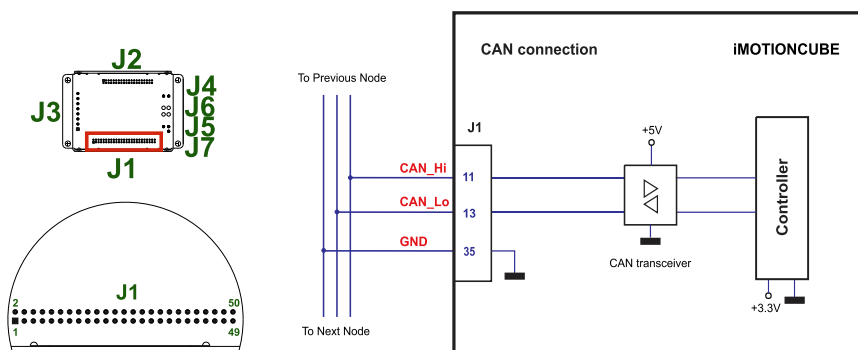 J2
J3
J4
J6
J5
J7
J1
J1
2
50
1
49
CAN connection
iMOTIONCUBE
To Previous Node
J1
+5V
CAN_Hi
11
CAN_Lo
13
GND
35
Controller
CAN transceiver
+3.3V
To Next Node